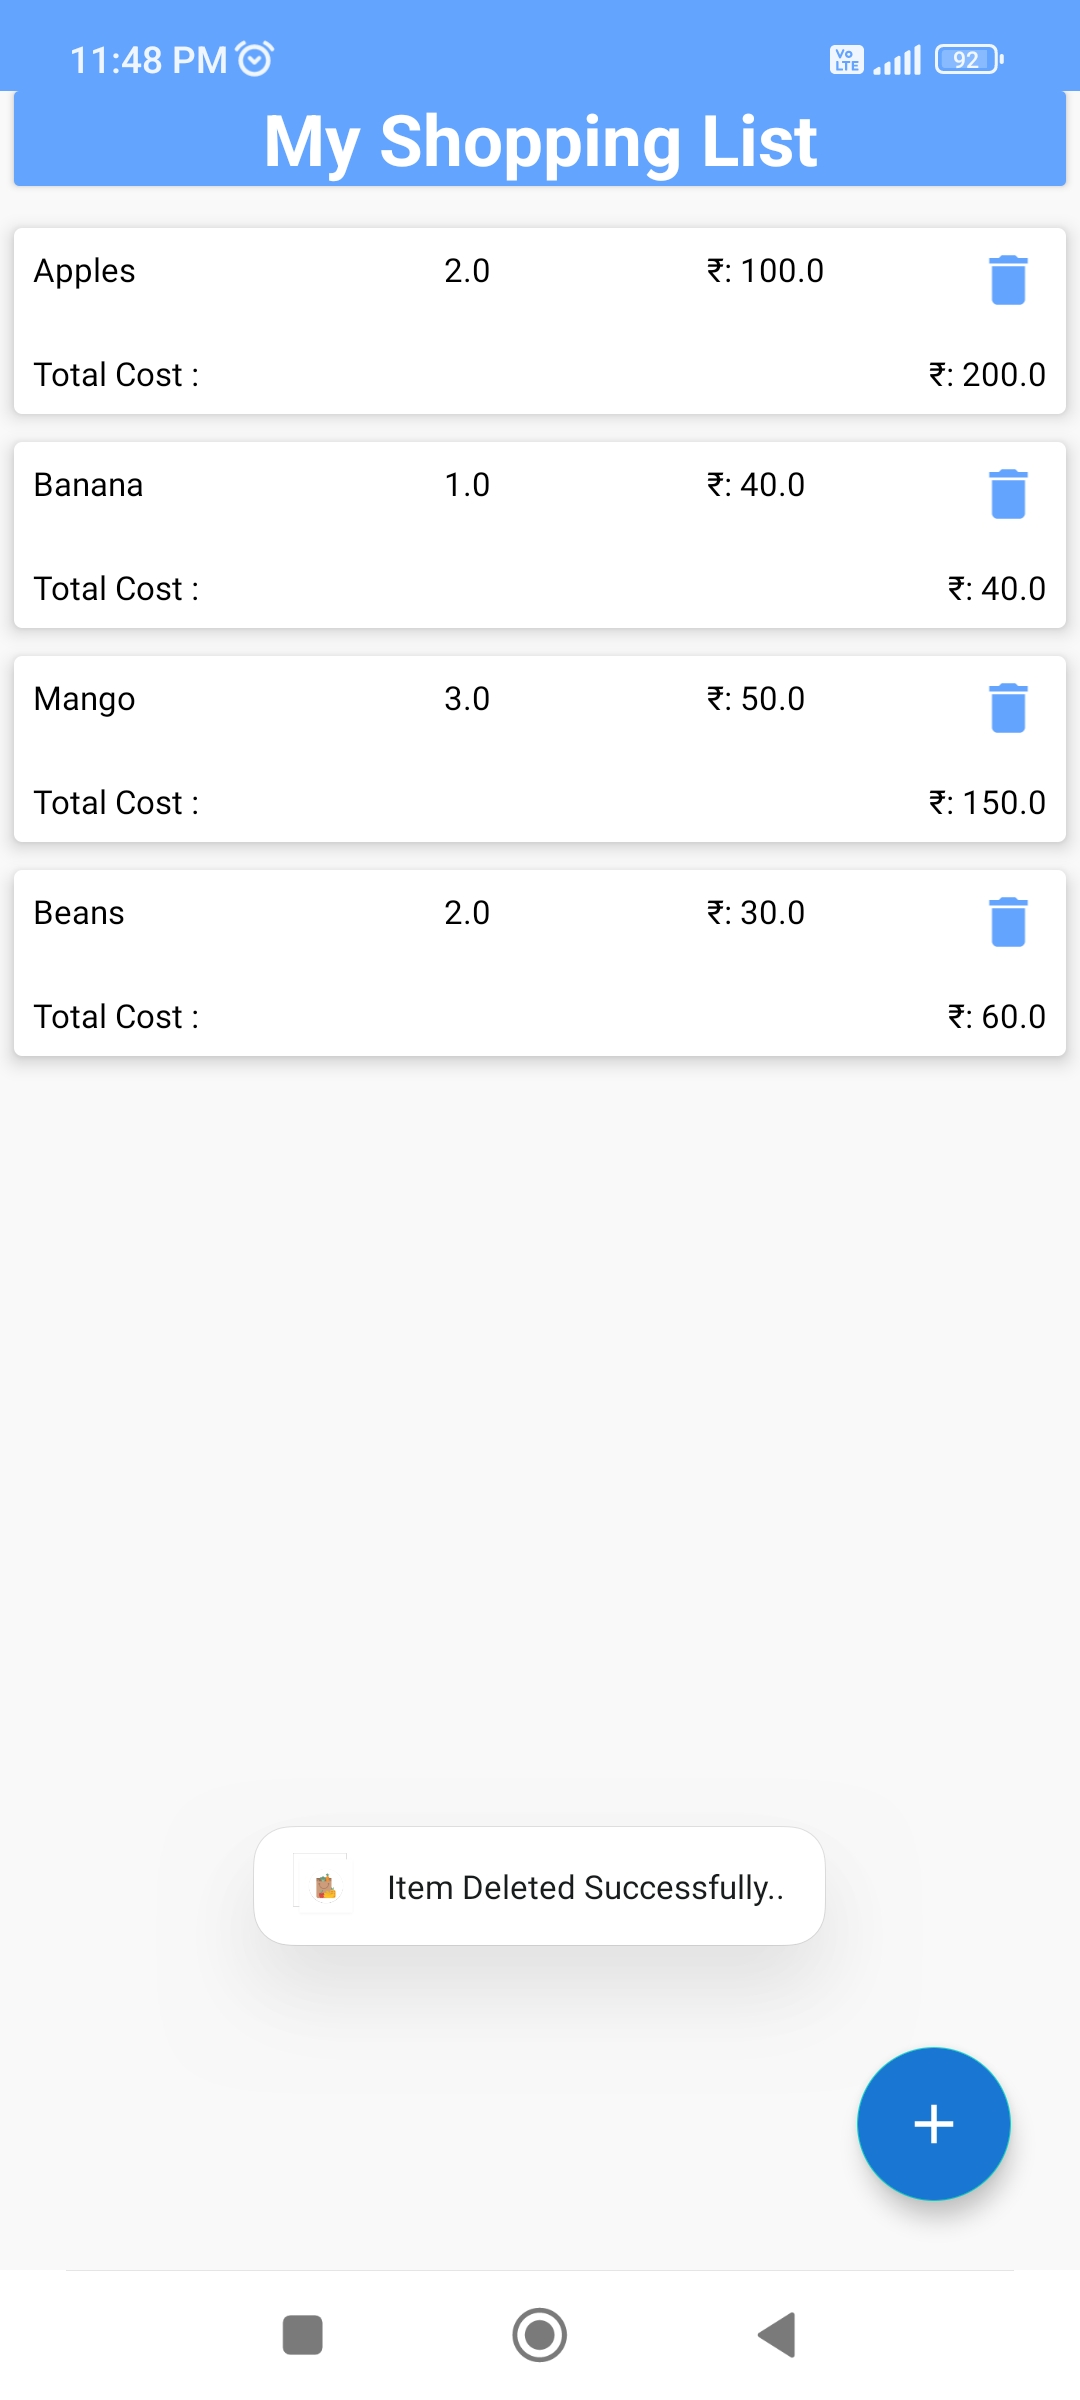 11:48 PM Vo LTE 92
My Shopping List
Apples 2.0 ₹: 100.0
Total Cost : ₹: 200.0
Banana 1.0 ₹: 40.0
Total Cost : ₹: 40.0
Mango 3.0 ₹: 50.0
Total Cost : ₹: 150.0
Beans 2.0 ₹: 30.0
Total Cost : ₹: 60.0
Item Deleted Successfully..